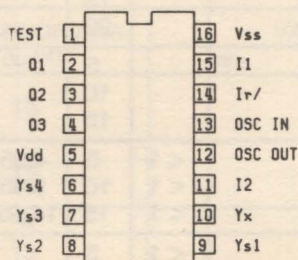 TEST 1 16 Vss
O1 2 15 I1
O2 3 14 Ir/
O3 4 13 OSC IN
Vdd 5 12 OSC OUT
Ys4 6 11 I2
Ys3 7 10 Yx
Ys2 8 9 Ys1